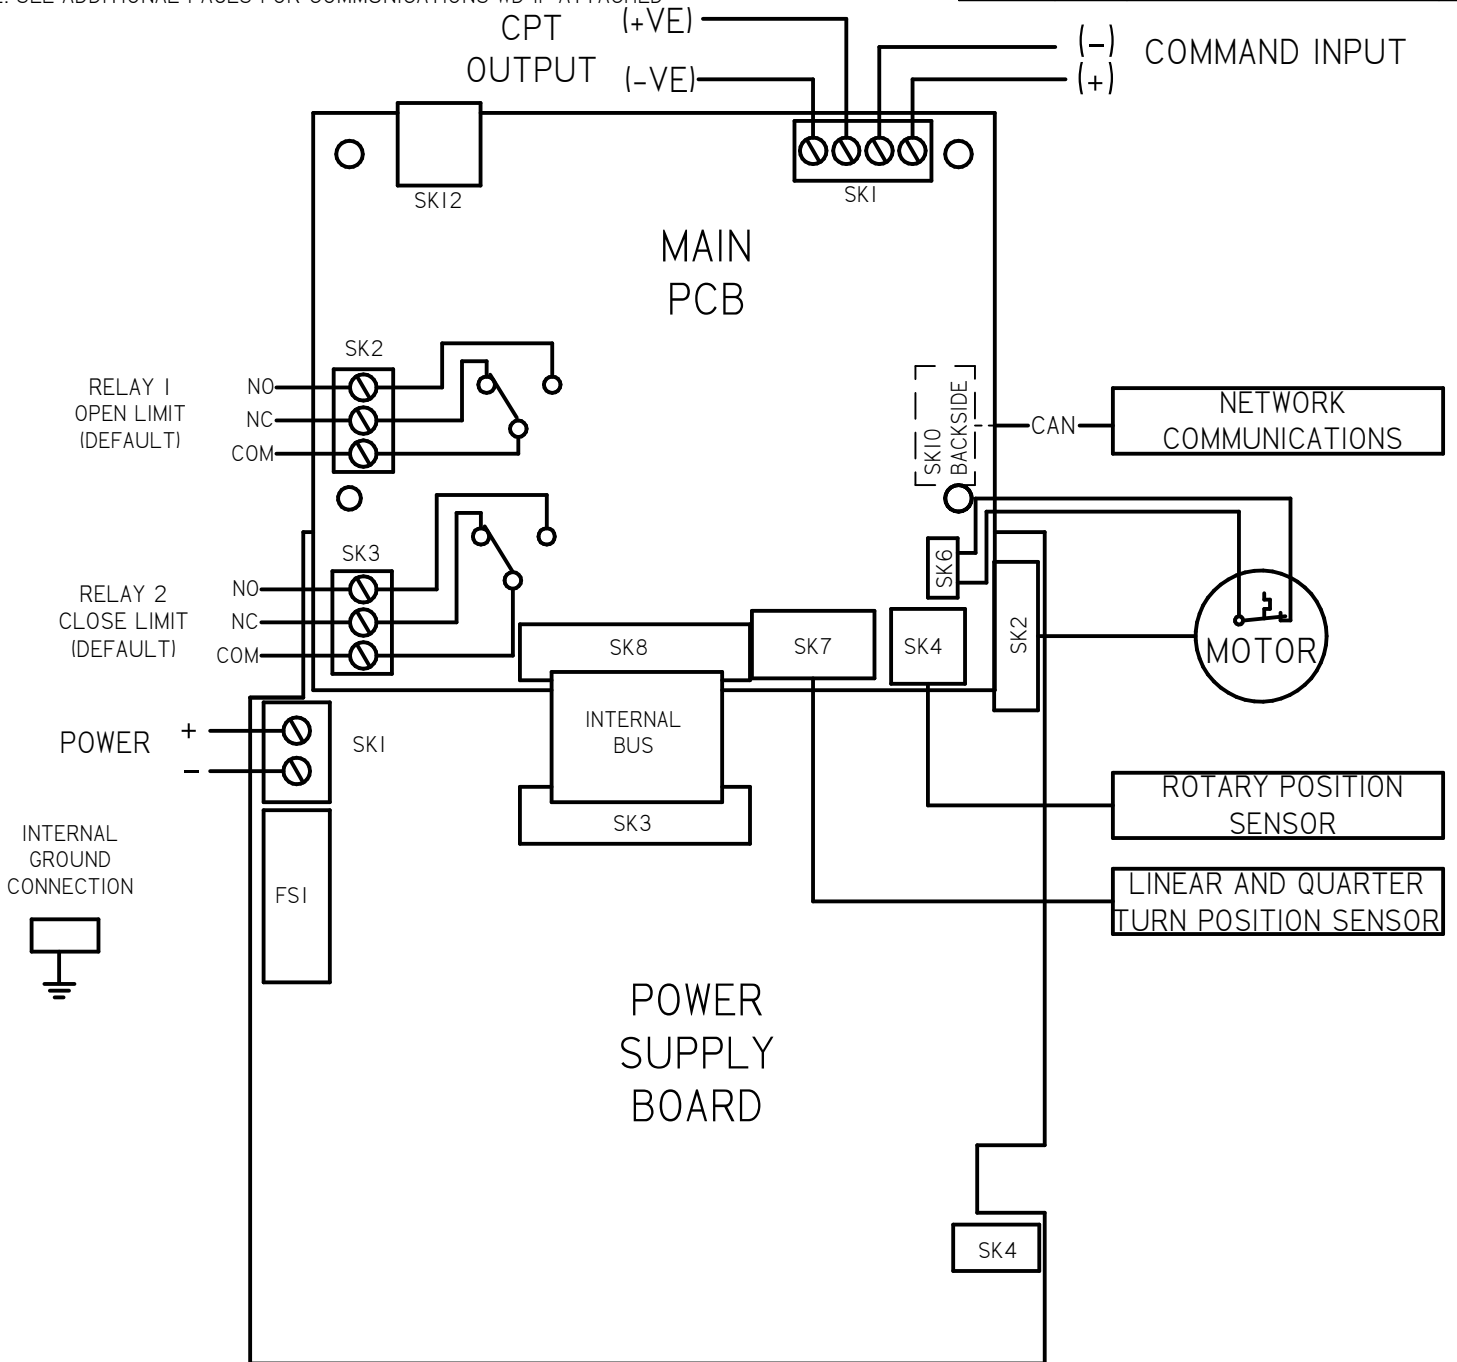 CPT
OUTPUT
(+VE)
(-VE)
(-)
(+)
COMMAND INPUT
SK12
SK1
MAIN
PCB
SK2
RELAY 1
OPEN LIMIT
(DEFAULT)
NO
NC
COM
SK10
BACKSIDE
CAN
NETWORK
COMMUNICATIONS
SK3
RELAY 2
CLOSE LIMIT
(DEFAULT)
NO
NC
COM
SK6
SK8
SK7
SK4
SK2
MOTOR
POWER
+
-
SK1
INTERNAL
BUS
SK3
ROTARY POSITION
SENSOR
INTERNAL
GROUND
CONNECTION
FS1
LINEAR AND QUARTER
TURN POSITION SENSOR
POWER
SUPPLY
BOARD
SK4